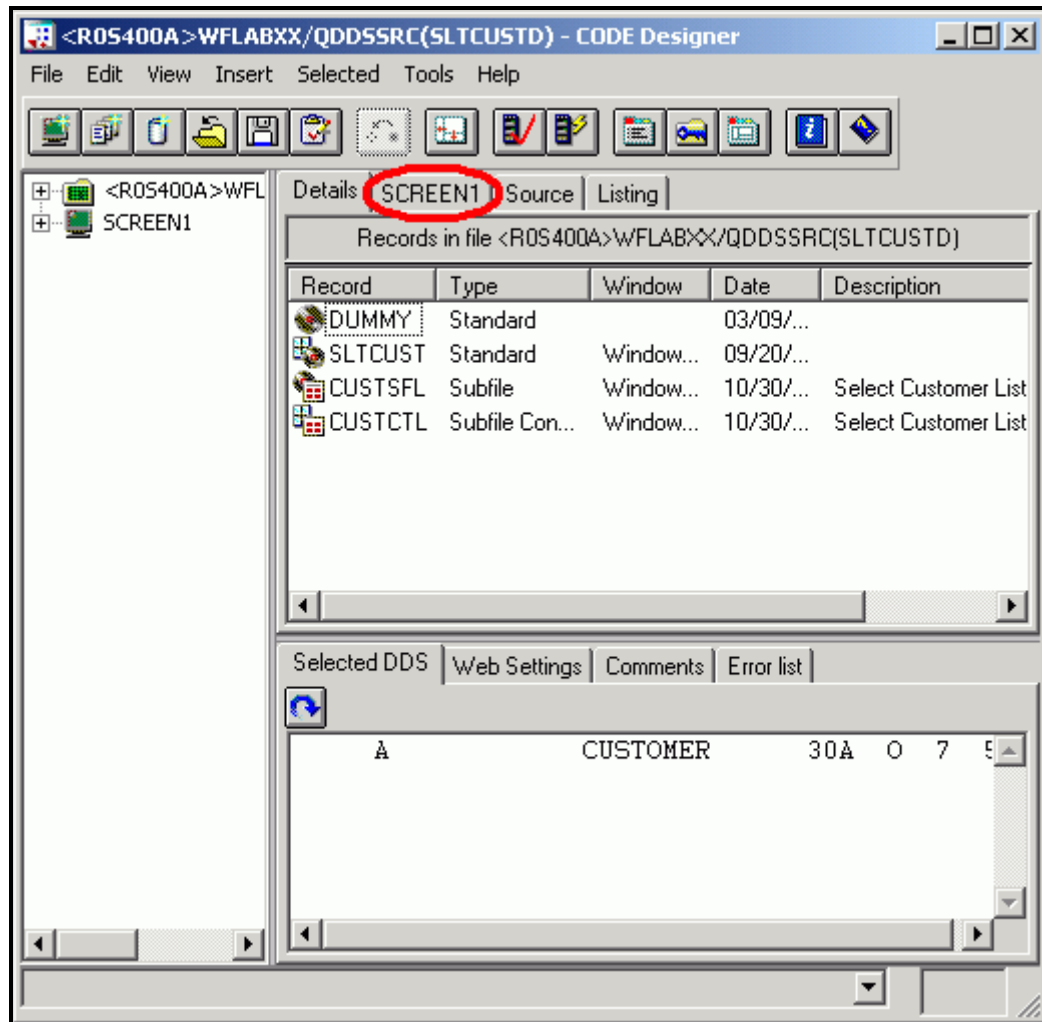 <R0S400A>WFLABXX/QDDSSRC(SLTCUSTD) - CODE Designer
File Edit View Insert Selected Tools Help
<R0S400A>WFL
SCREEN1
Details SCREEN1 Source Listing
Records in file <R0S400A>WFLABXX/QDDSSRC(SLTCUSTD)
Record Type Window Date Description
DUMMY Standard 03/09/...
SLTCUST Standard Window... 09/20/...
CUSTSFL Subfile Window... 10/30/... Select Customer List
CUSTCTL Subfile Con... Window... 10/30/... Select Customer List
Selected DDS Web Settings Comments Error list
A CUSTOMER 30A O 7